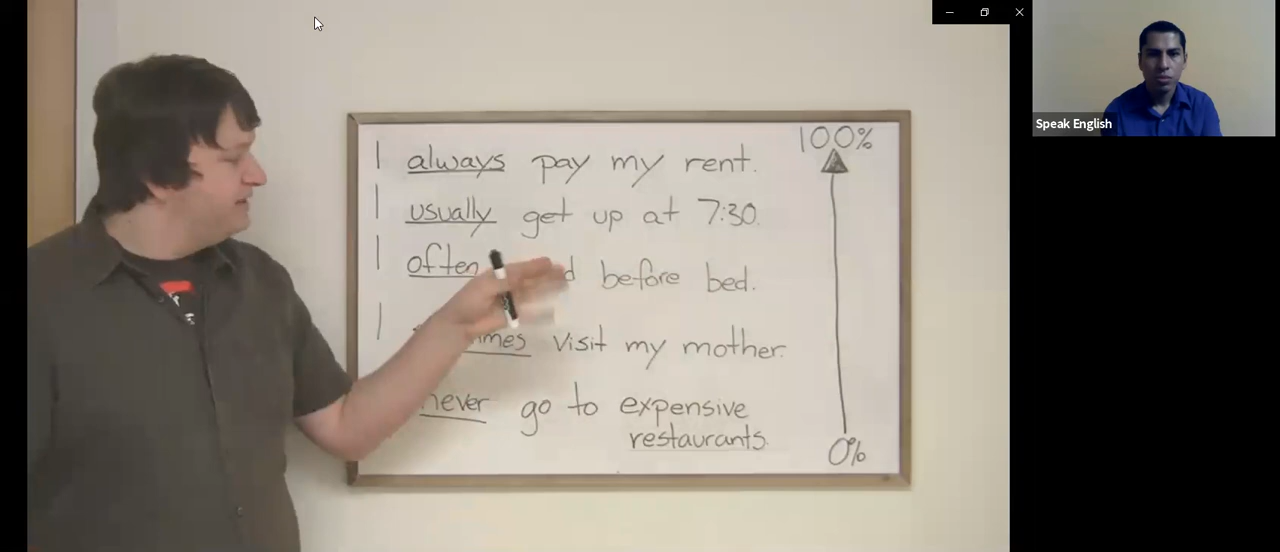 I always pay my rent.
I usually get up at 7:30.
I often before bed.
I visit my mother.
never go to expensive
restaurants.
100%
0%
Speak English